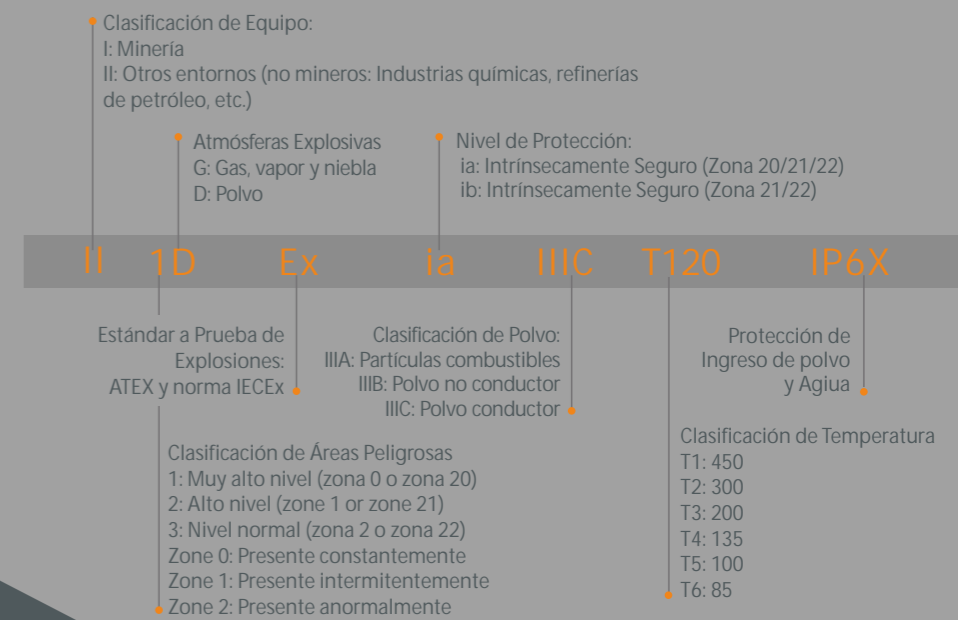 Clasificación de Equipo:
I: Minería
II: Otros entornos (no mineros: Industrias químicas, refinerías
de petróleo, etc.)
Atmósferas Explosivas
G: Gas, vapor y niebla
D: Polvo
Nivel de Protección:
ia: Intrínsecamente Seguro (Zona 20/21/22)
ib: Intrínsecamente Seguro (Zona 21/22)
II 1D Ex ia IIIC T120 IP6X
Estándar a Prueba de
Explosiones:
ATEX y norma IECEx
Clasificación de Polvo:
IIIA: Partículas combustibles
IIIB: Polvo no conductor
IIIC: Polvo conductor
Protección de
Ingreso de polvo
y Agiua
Clasificación de Áreas Peligrosas
1: Muy alto nivel (zona 0 o zona 20)
2: Alto nivel (zone 1 or zone 21)
3: Nivel normal (zona 2 o zona 22)
Zone 0: Presente constantemente
Zone 1: Presente intermitentemente
Zone 2: Presente anormalmente
Clasificación de Temperatura
T1: 450
T2: 300
T3: 200
T4: 135
T5: 100
T6: 85